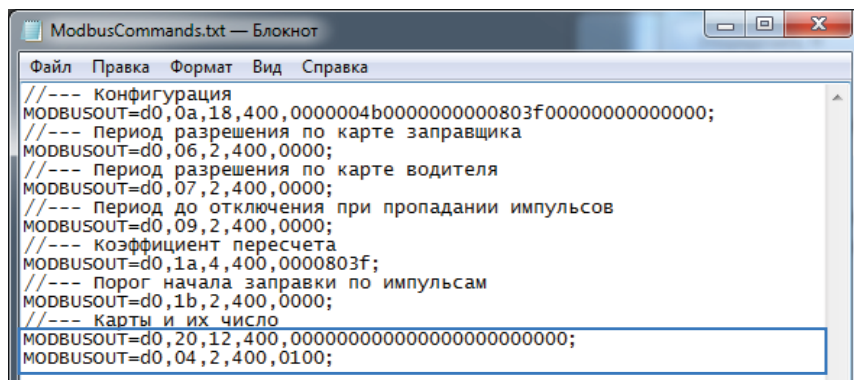 ModbusCommands.txt — Блокнот
Файл Правка Формат Вид Справка
//--- Конфигурация
MODBUSOUT=d0,0a,18,400,0000004b0000000000803f00000000000000;
//--- Период разрешения по карте заправщика
MODBUSOUT=d0,06,2,400,0000;
//--- Период разрешения по карте водителя
MODBUSOUT=d0,07,2,400,0000;
//--- Период до отключения при пропадании импульсов
MODBUSOUT=d0,09,2,400,0000;
//--- Коэффициент пересчета
MODBUSOUT=d0,1a,4,400,0000803f;
//--- Порог начала заправки по импульсам
MODBUSOUT=d0,1b,2,400,0000;
//--- Карты и их число
MODBUSOUT=d0,20,12,400,000000000000000000000000;
MODBUSOUT=d0,04,2,400,0100;